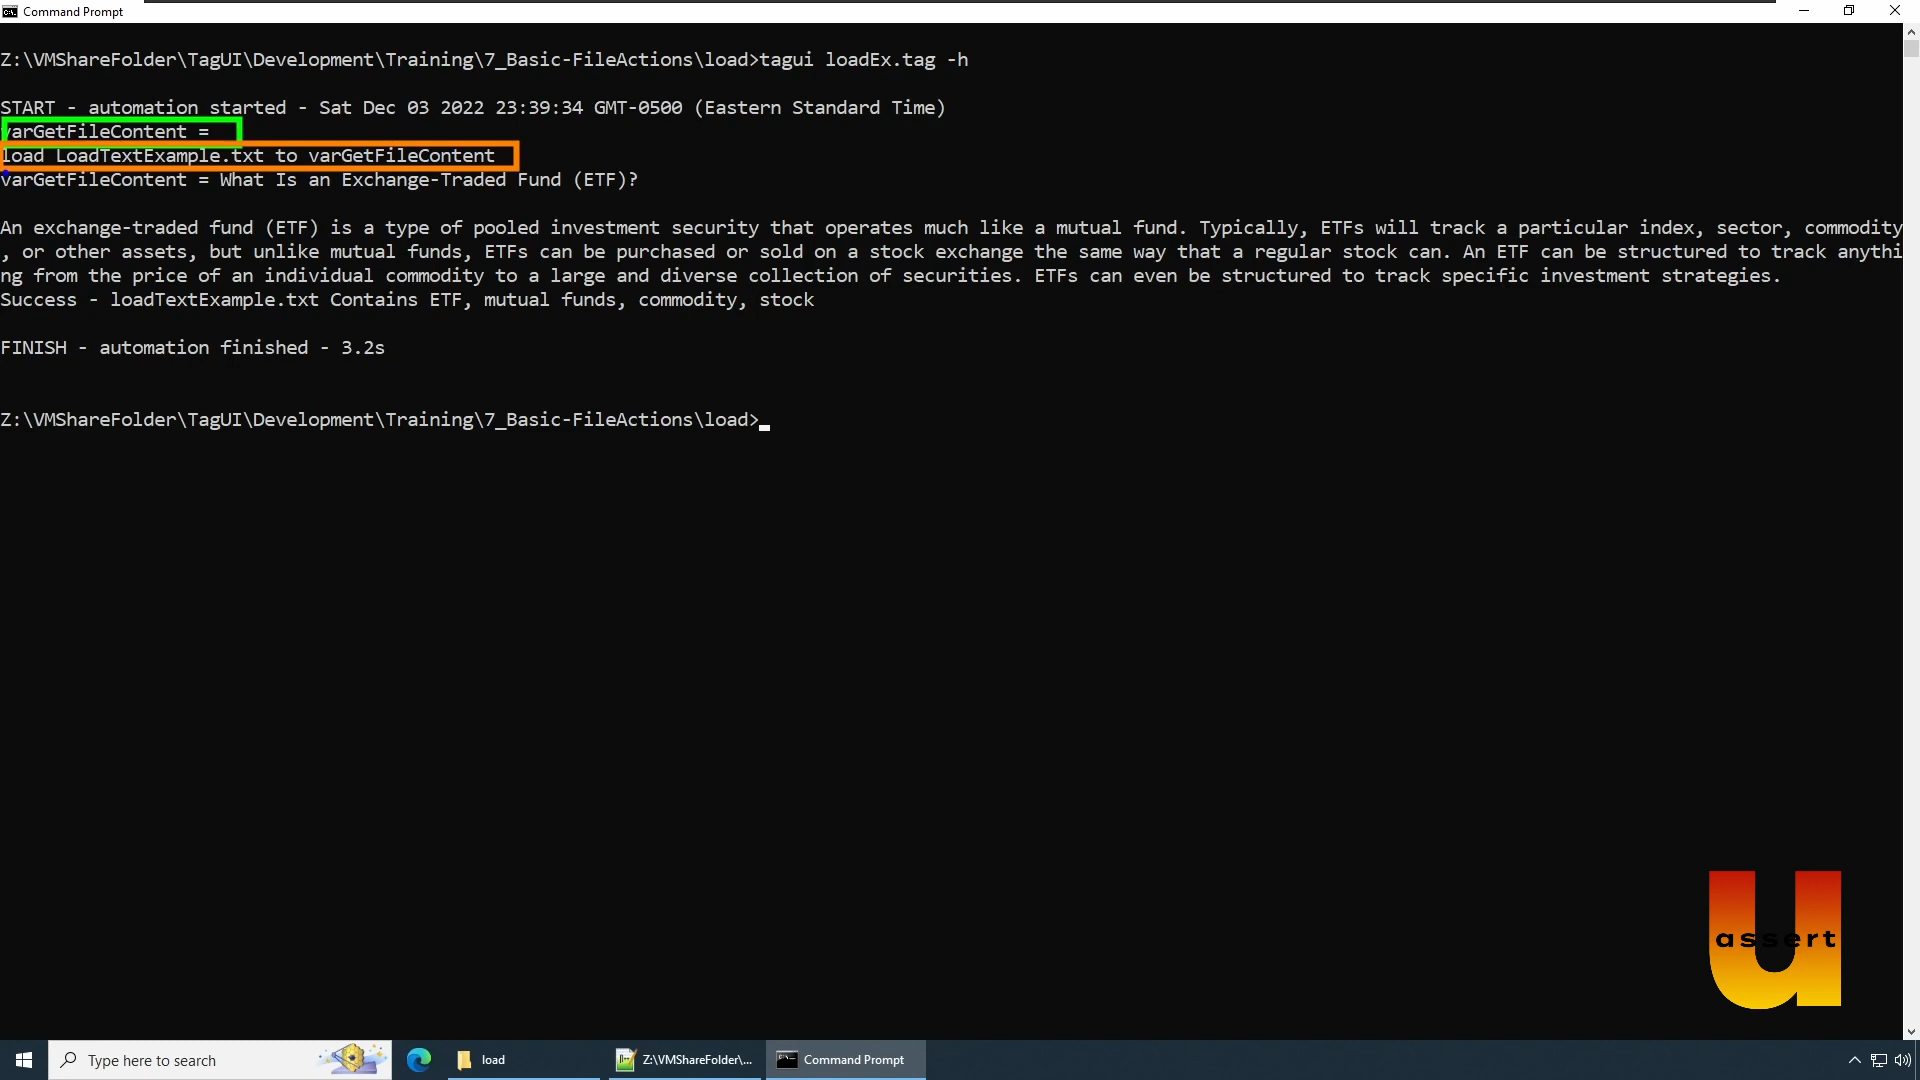 Command Prompt
Z:\VMShareFolder\TagUI\Development\Training\7_Basic-FileActions\load>tagui loadEx.tag -h
START - automation started - Sat Dec 03 2022 23:39:34 GMT-0500 (Eastern Standard Time)
varGetFileContent =
load LoadTextExample.txt to varGetFileContent
varGetFileContent = What Is an Exchange-Traded Fund (ETF)?
An exchange-traded fund (ETF) is a type of pooled investment security that operates much like a mutual fund. Typically, ETFs will track a particular index, sector, commodity
, or other assets, but unlike mutual funds, ETFs can be purchased or sold on a stock exchange the same way that a regular stock can. An ETF can be structured to track anythi
ng from the price of an individual commodity to a large and diverse collection of securities. ETFs can even be structured to track specific investment strategies.
Success - loadTextExample.txt Contains ETF, mutual funds, commodity, stock
FINISH - automation finished - 3.2s
Z:\VMShareFolder\TagUI\Development\Training\7_Basic-FileActions\load>
u
assert
Type here to search
load
Z:\VMShareFolder\...
Command Prompt